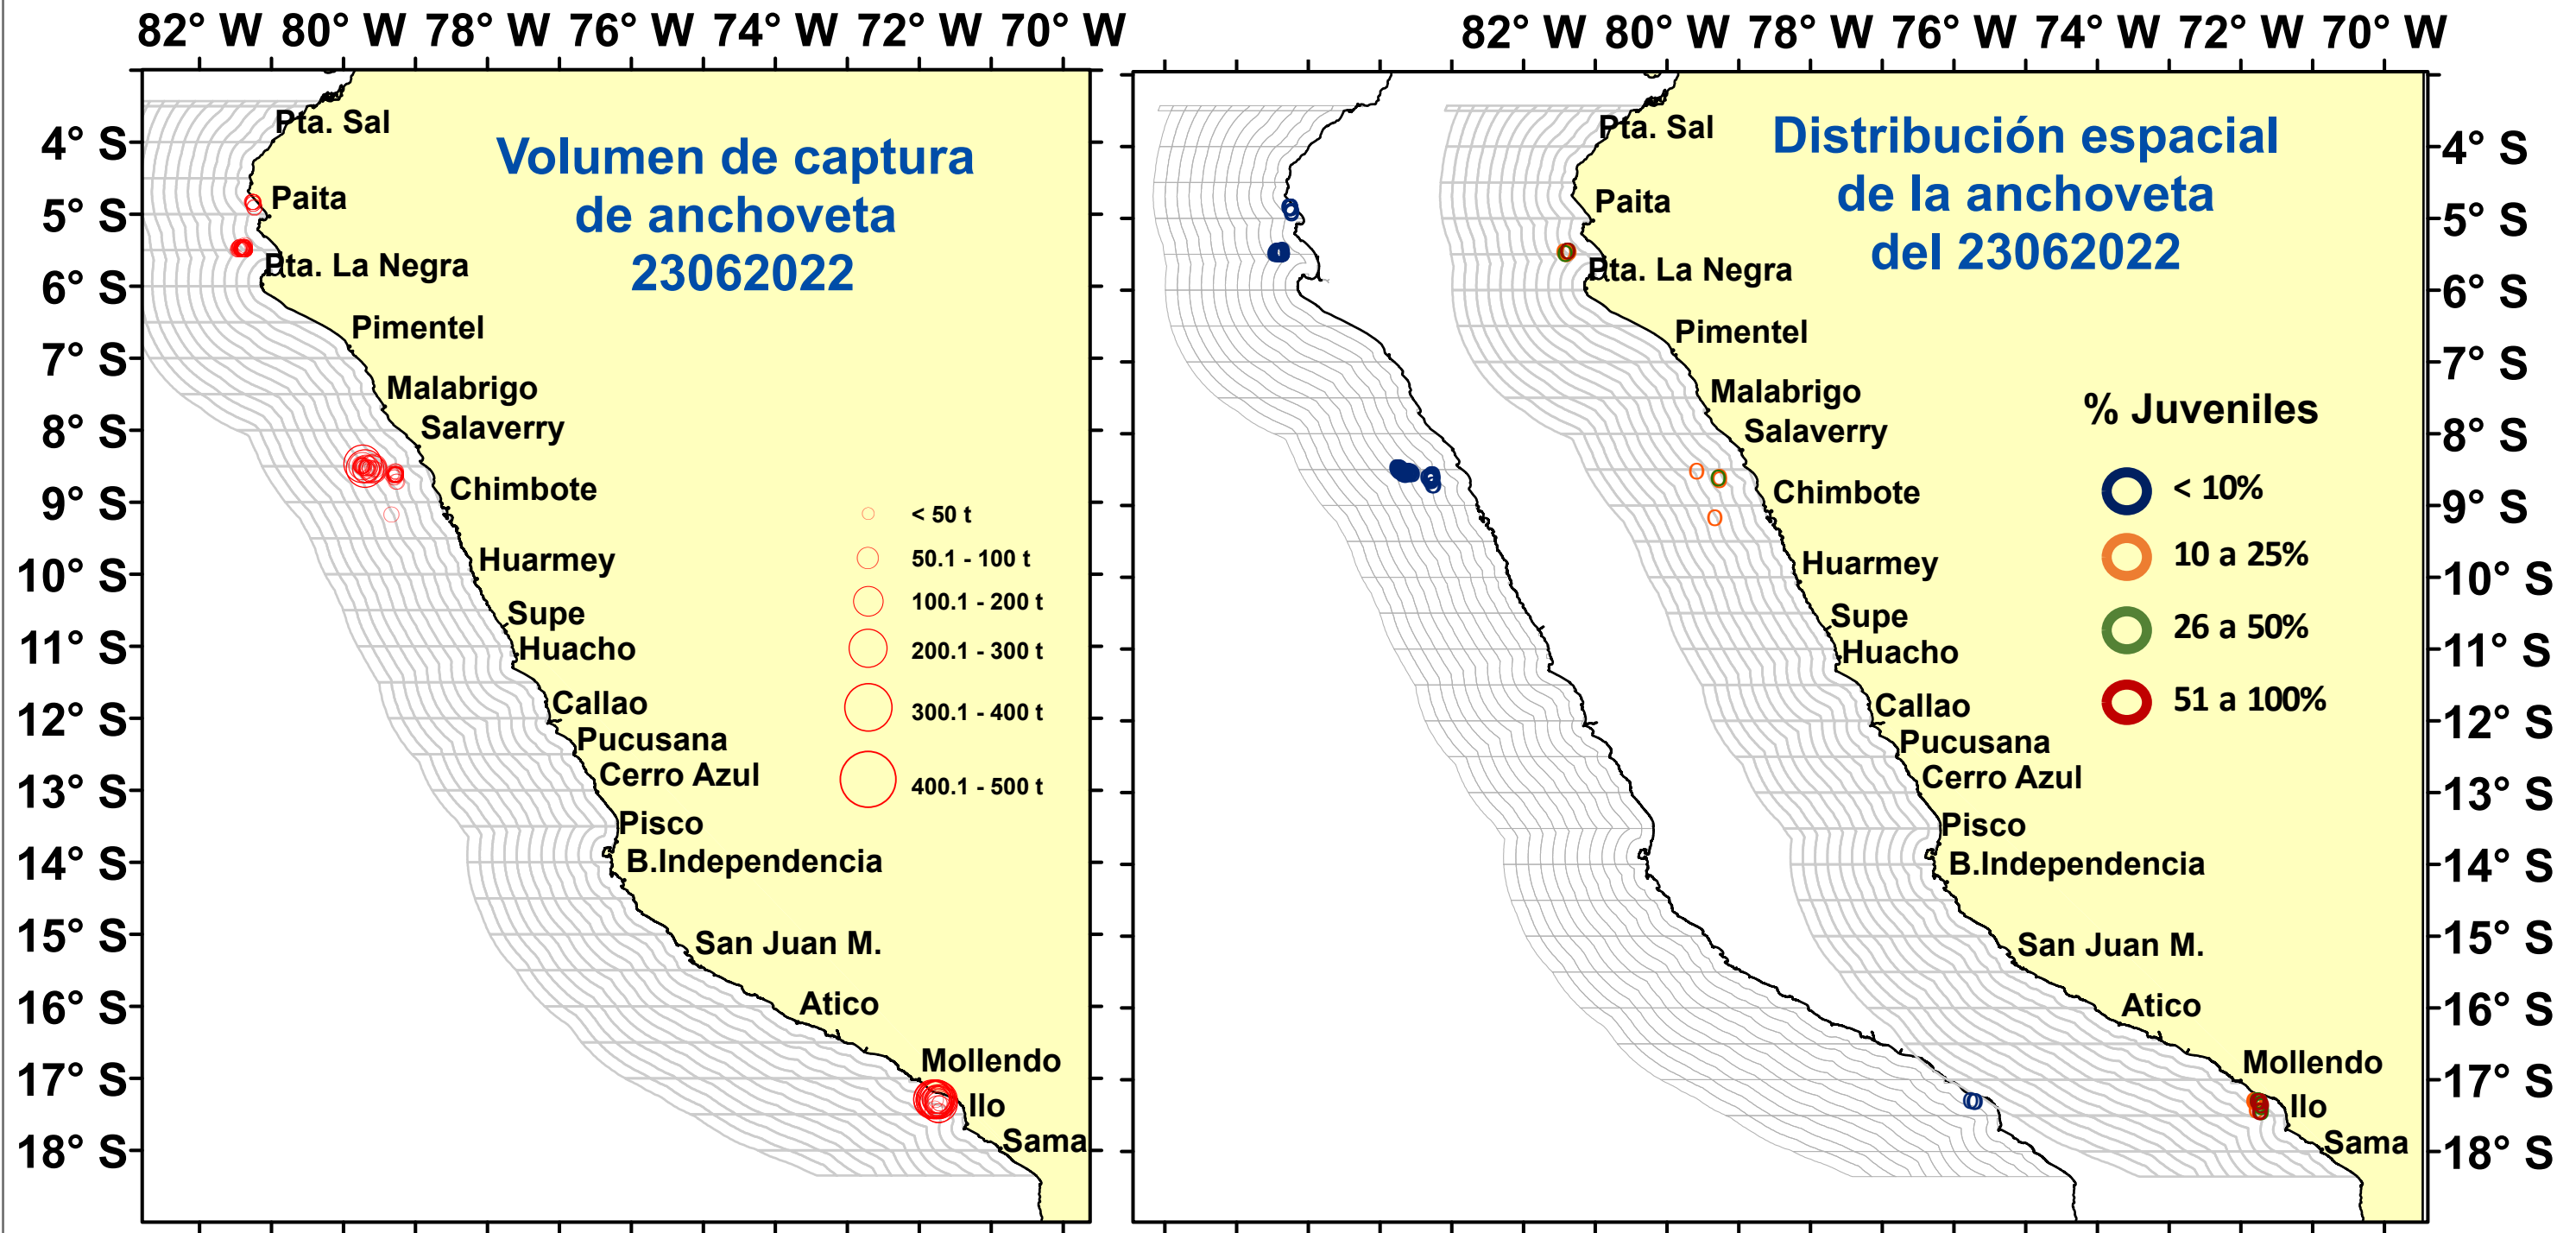 82° W 80° W 78° W 76° W 74° W 72° W 70° W
4° S
5° S
6° S
7° S
8° S
9° S
10° S
11° S
12° S
13° S
14° S
15° S
16° S
17° S
18° S
Volumen de captura
de anchoveta
23062022
Pta. Sal
Paita
Pta. La Negra
Pimentel
Malabrigo
Salaverry
Chimbote
Huarmey
Supe
Huacho
Callao
Pucusana
Cerro Azul
Pisco
B.Independencia
San Juan M.
Atico
Mollendo
Ilo
Sama
< 50 t
50.1 - 100 t
100.1 - 200 t
200.1 - 300 t
300.1 - 400 t
400.1 - 500 t
82° W 80° W 78° W 76° W 74° W 72° W 70° W
Distribución espacial
de la anchoveta
del 23062022
Pta. Sal
Paita
Pta. La Negra
Pimentel
Malabrigo
Salaverry
Chimbote
Huarmey
Supe
Huacho
Callao
Pucusana
Cerro Azul
Pisco
B.Independencia
San Juan M.
Atico
Mollendo
Ilo
Sama
% Juveniles
< 10%
10 a 25%
26 a 50%
51 a 100%
4° S
5° S
6° S
7° S
8° S
9° S
10° S
11° S
12° S
13° S
14° S
15° S
16° S
17° S
18° S